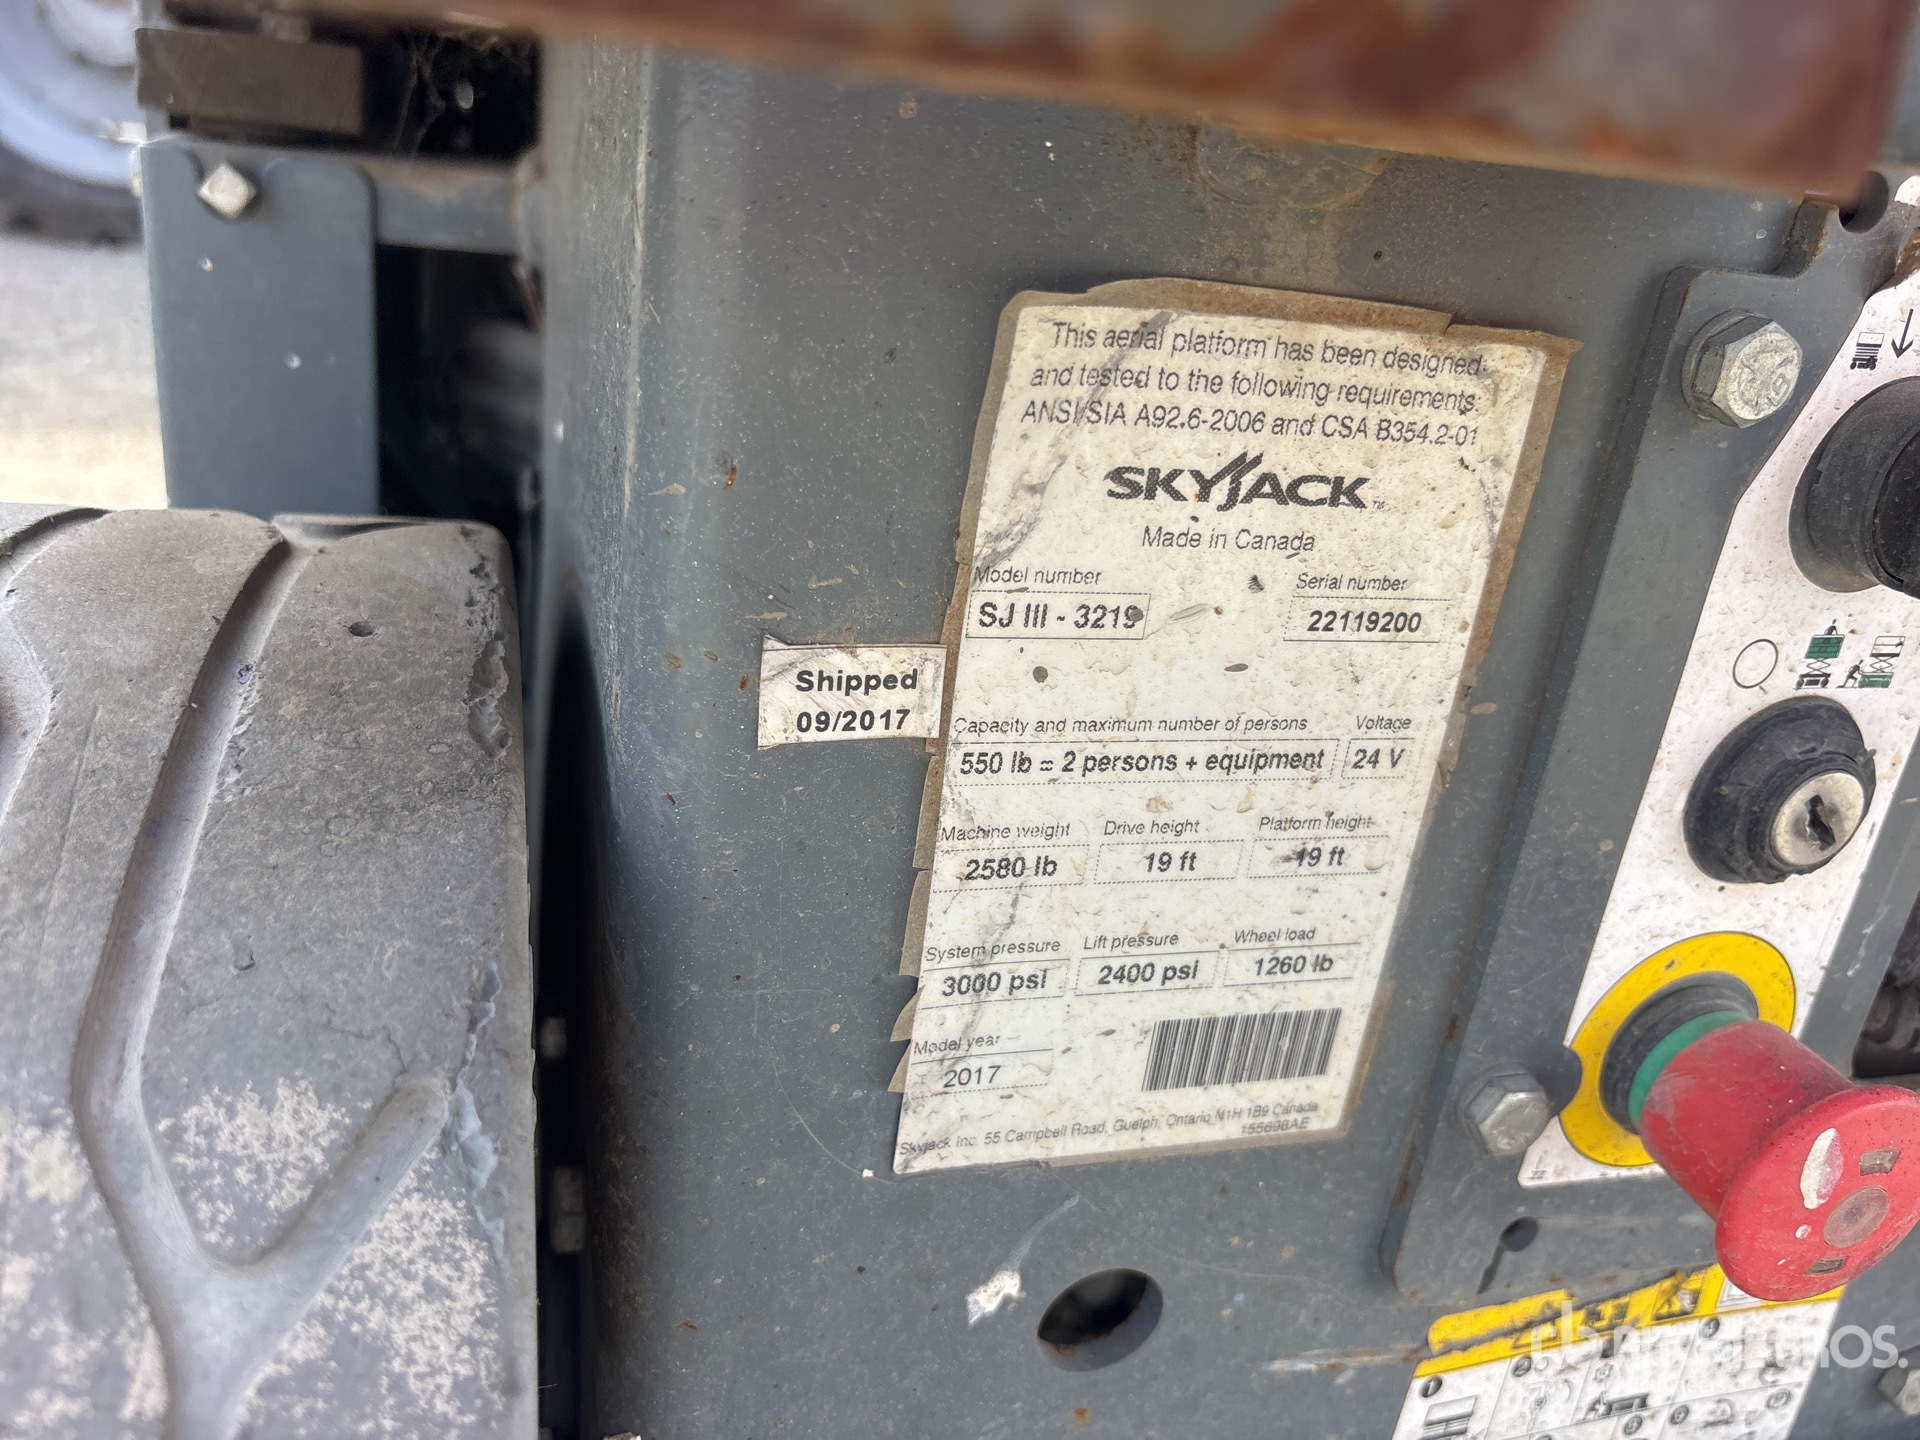 This aerial platform has been designed
and tested to the following requirements:
ANSI/SIA A92.6-2006 and CSA B354.2-01
SKYJACK
Made in Canada
Model number Serial number
SJ III - 3219 22119200
Shipped
09/2017
Capacity and maximum number of persons Voltage
550 lb = 2 persons + equipment 24 V
Machine weight Drive height Platform height
2580 lb 19 ft 19 ft
System pressure Lift pressure Wheel load
3000 psi 2400 psi 1260 lb
Model year
2017
Skyjack Inc. 55 Campbell Road, Guelph, Ontario N1H 1B9 Canada
155698AE